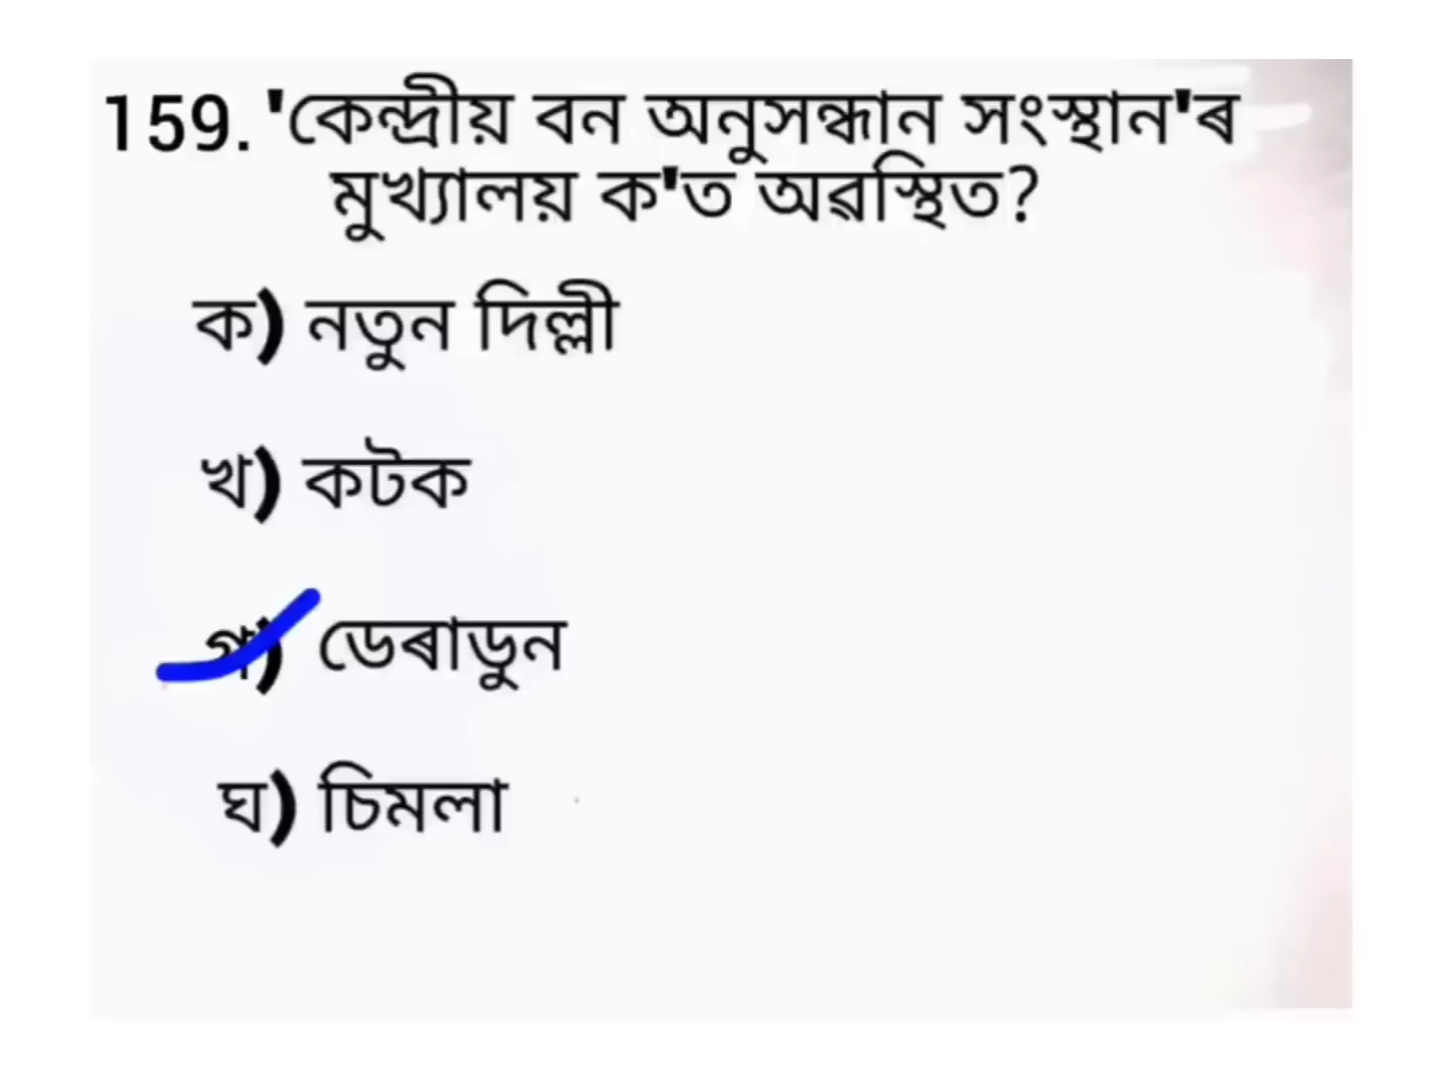 159. 'কেন্দ্ৰীয় বন অনুসন্ধান সংস্থান'ৰ
মুখ্যালয় ক'ত অৱস্থিত?
ক) নতুন দিল্লী
খ) কটক
গ) ডেৰাডুন
ঘ) চিমলা